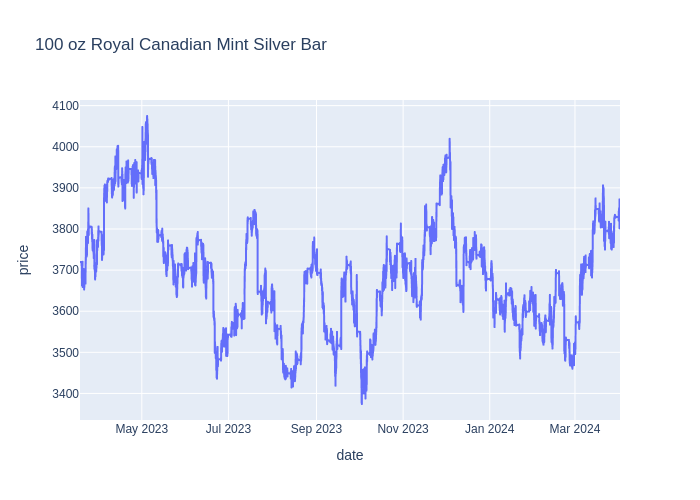 100 oz Royal Canadian Mint Silver Bar
4100
4000
3900
3800
3700
3600
3500
3400
price
May 2023 Jul 2023 Sep 2023 Nov 2023 Jan 2024 Mar 2024
date